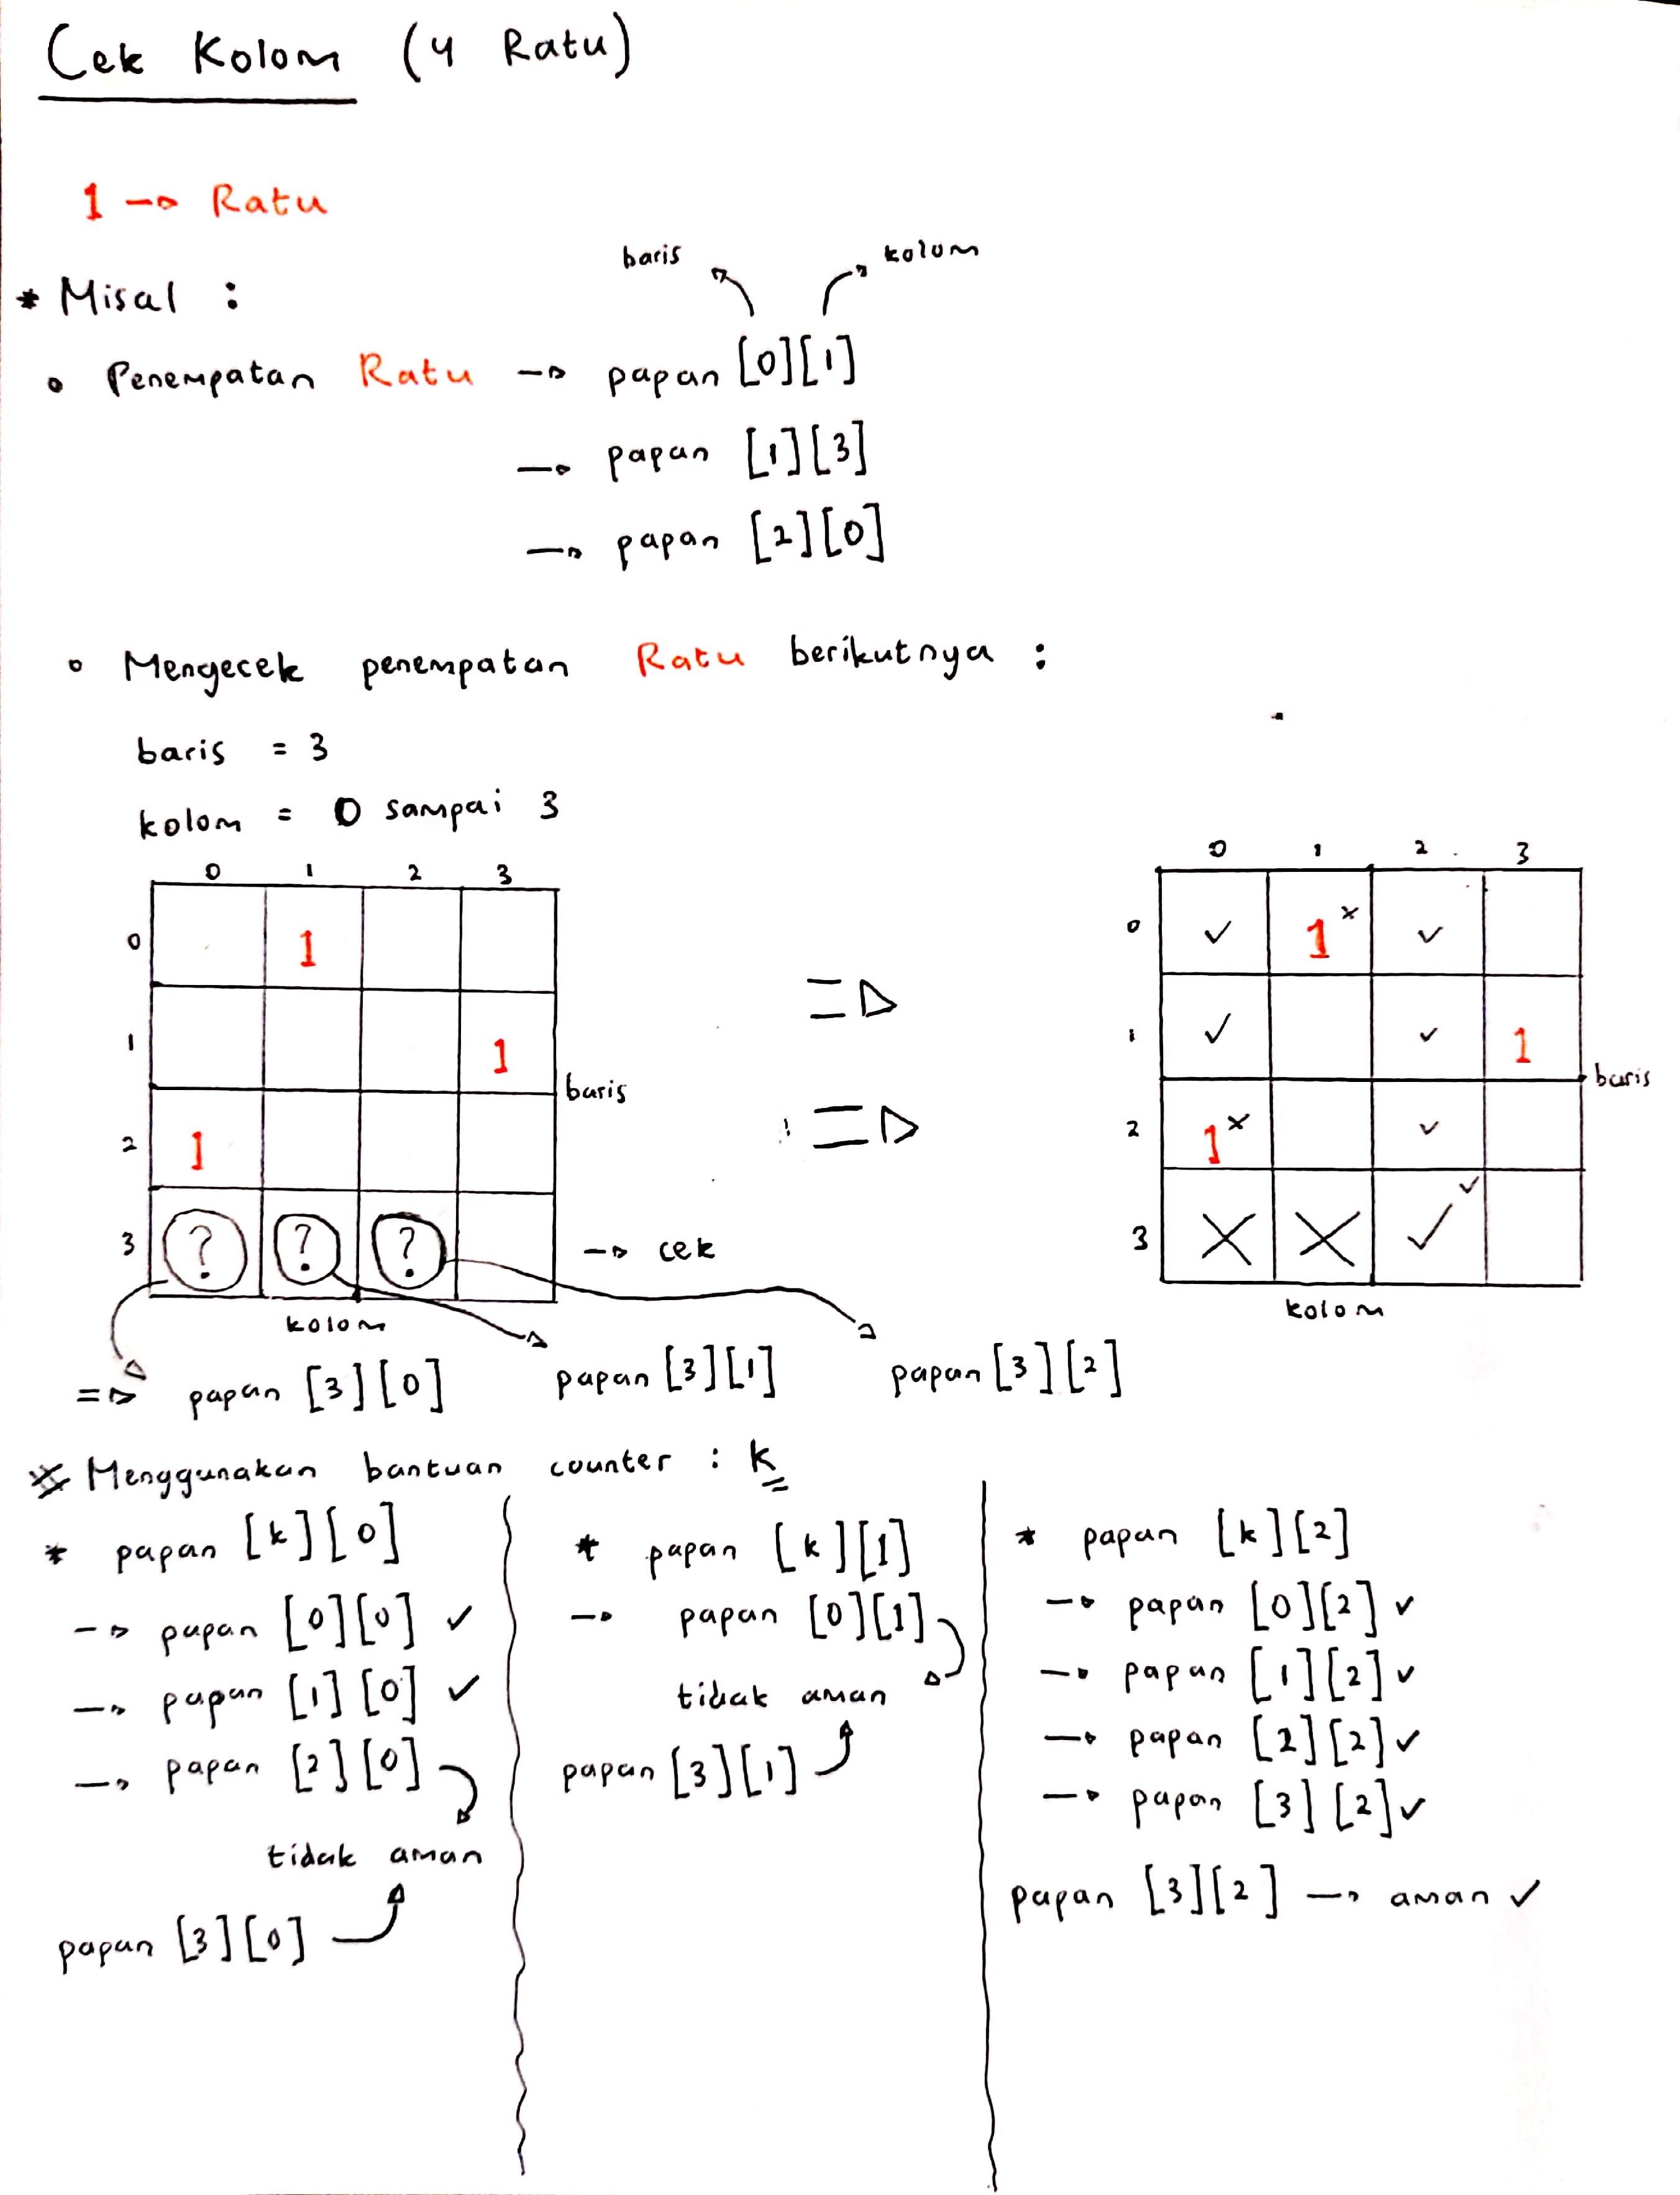 Cek Kolom (4 Ratu)
1 → Ratu
* Misal :
baris kolom
• Penempatan Ratu → papan [0][1]
→ papan [1][3]
→ papan [2][0]
• Mengecek penempatan Ratu berikutnya :
baris = 3
kolom = 0 sampai 3
0 1 2 3
0 1
1 1
baris
2 1
3 ? ? ? → cek
kolom
⇒
⇒
0 1 2 3
0 ✓ 1 x ✓
1 ✓ ✓ 1
baris
2 1 x ✓
3 X X ✓ ✓
kolom
⇒ papan [3][0] papan [3][1] papan [3][2]
* Menggunakan bantuan counter : k
* papan [k][0]
→ papan [0][0] ✓
→ papan [1][0] ✓
→ papan [2][0]
tidak aman
papan [3][0]
* papan [k][1]
→ papan [0][1]
tidak aman
papan [3][1]
* papan [k][2]
→ papan [0][2] ✓
→ papan [1][2] ✓
→ papan [2][2] ✓
→ papan [3][2] ✓
papan [3][2] → aman ✓